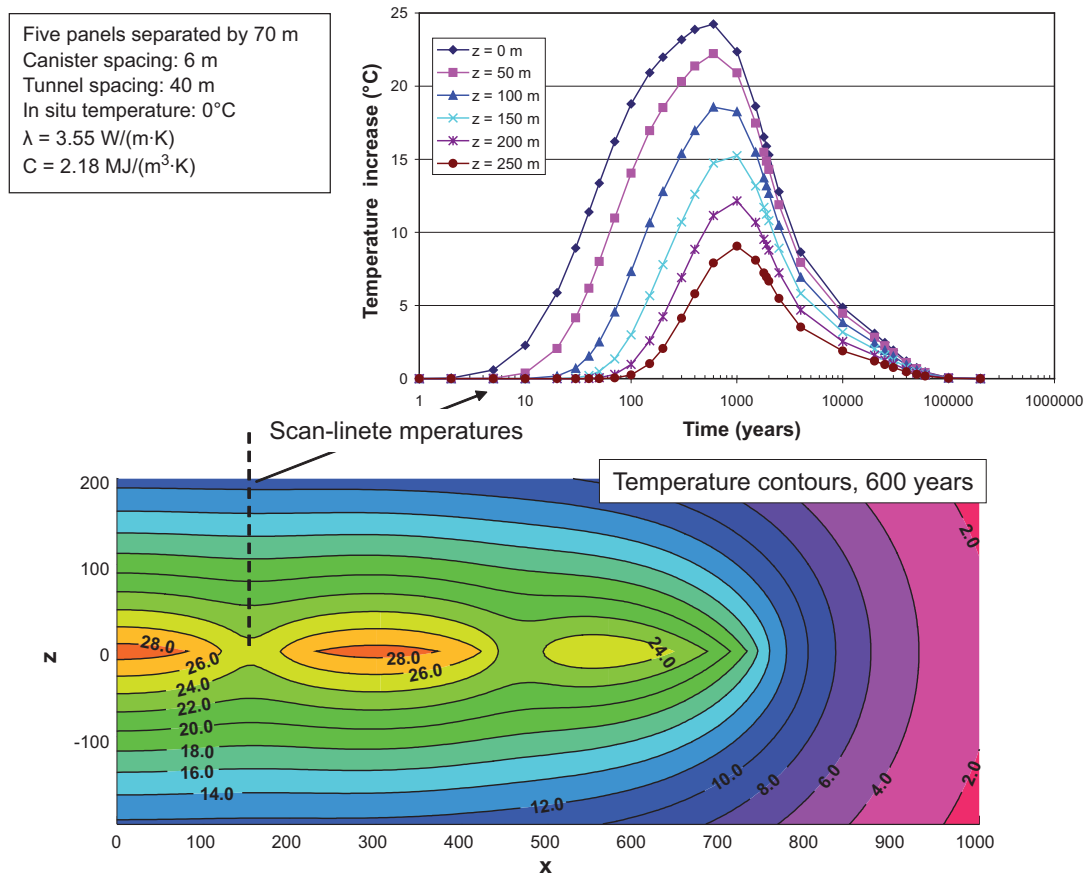 Five panels separated by 70 m
Canister spacing: 6 m
Tunnel spacing: 40 m
In situ temperature: 0°C
λ = 3.55 W/(m·K)
C = 2.18 MJ/(m³·K)
Temperature increase (°C)
25
20
15
10
5
0
z = 0 m
z = 50 m
z = 100 m
z = 150 m
z = 200 m
z = 250 m
1 10 100 1000 10000 100000 1000000
Time (years)
Scan-linete mperatures
Temperature contours, 600 years
z
200
100
0
-100
28.0
26.0
24.0
22.0
20.0
18.0
16.0
14.0
28.0
26.0
24.0
12.0
10.0
8.0
6.0
4.0
2.0
2.0
0 100 200 300 400 500 600 700 800 900 1000
x